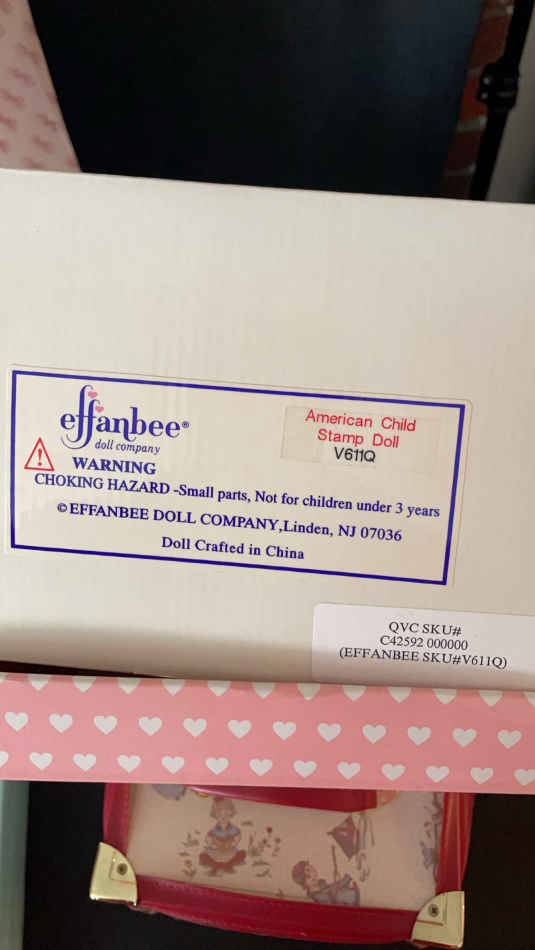 effanbee®
doll company
American Child
Stamp Doll
V611Q
WARNING
CHOKING HAZARD -Small parts, Not for children under 3 years
©EFFANBEE DOLL COMPANY,Linden, NJ 07036
Doll Crafted in China
QVC SKU#
C42592 000000
(EFFANBEE SKU#V611Q)